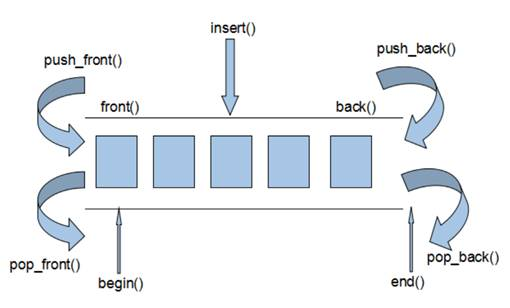 insert()
push_front()
push_back()
front()
back()
pop_front()
pop_back()
begin()
end()